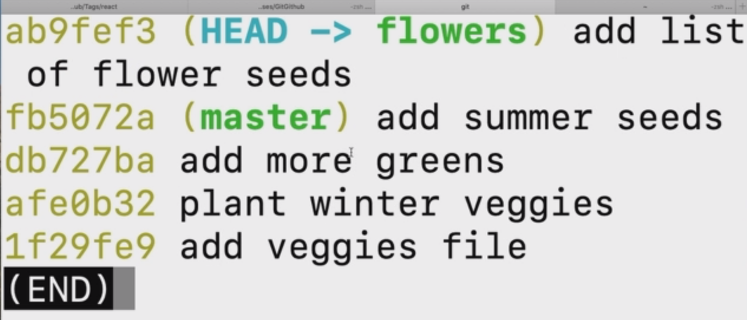 ..ub/Tags/react ..ses/GitGithub -zsh git ~ -zsh
ab9fef3 (HEAD -> flowers) add list
of flower seeds
fb5072a (master) add summer seeds
db727ba add more greens
afe0b32 plant winter veggies
1f29fe9 add veggies file
(END)